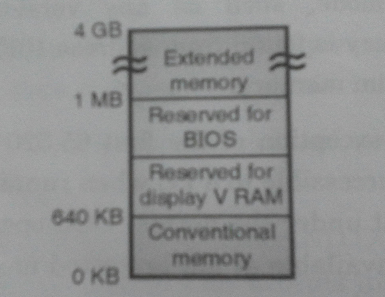 4 GB
Extended
memory
1 MB
Reserved for
BIOS
Reserved for
display V RAM
640 KB
Conventional
memory
0 KB